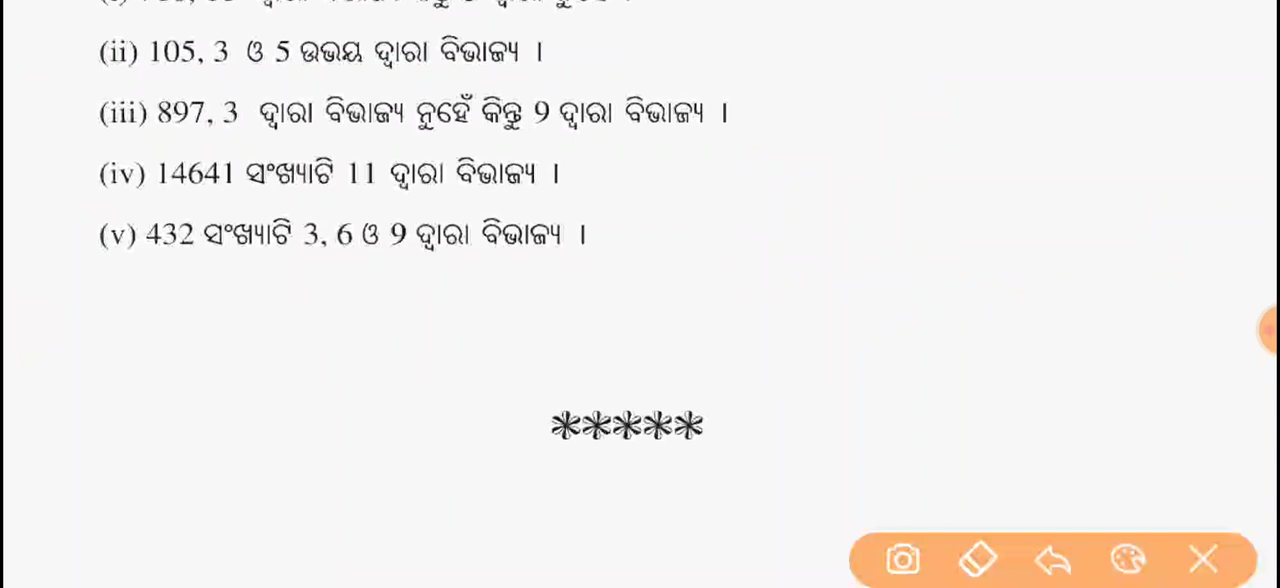 (ii) 105, 3 ଓ 5 ଉଭୟ ଦ୍ୱାରା ବିଭାଜ୍ୟ ।
(iii) 897, 3 ଦ୍ୱାରା ବିଭାଜ୍ୟ ନୁହେଁ କିନ୍ତୁ 9 ଦ୍ୱାରା ବିଭାଜ୍ୟ ।
(iv) 14641 ସଂଖ୍ୟାଟି 11 ଦ୍ୱାରା ବିଭାଜ୍ୟ ।
(v) 432 ସଂଖ୍ୟାଟି 3, 6 ଓ 9 ଦ୍ୱାରା ବିଭାଜ୍ୟ ।
*****